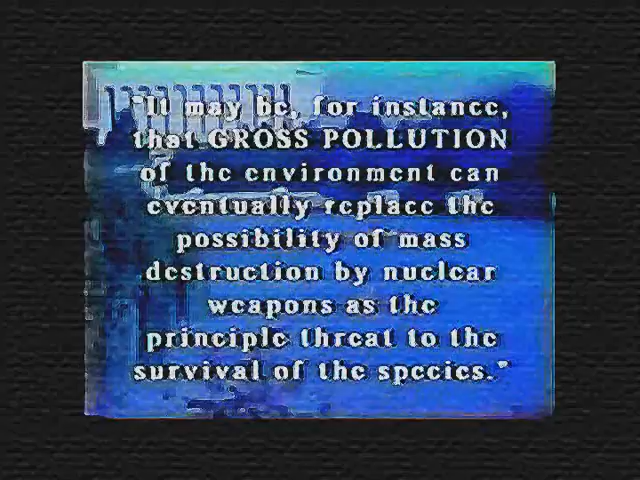 "It may be, for instance,
that GROSS POLLUTION
of the environment can
eventually replace the
possibility of mass
destruction by nuclear
weapons as the
principle threat to the
survival of the species."